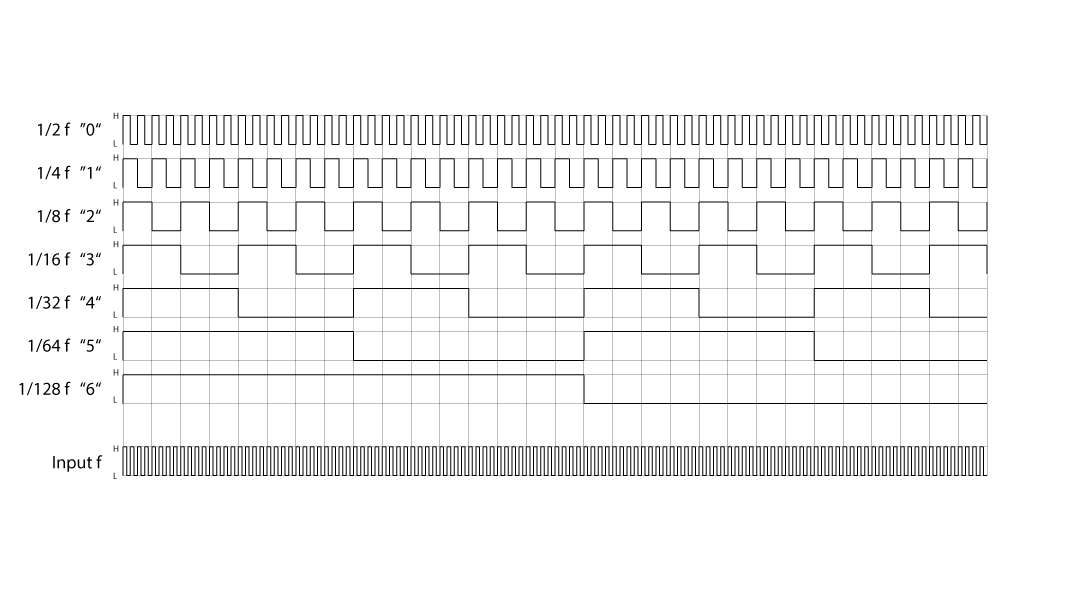 H
1/2 f ”0“
L
H
1/4 f ”1“
L
H
1/8 f “2“
L
H
1/16 f “3“
L
H
1/32 f “4“
L
H
1/64 f “5“
L
H
1/128 f “6“
L
H
Input f
L